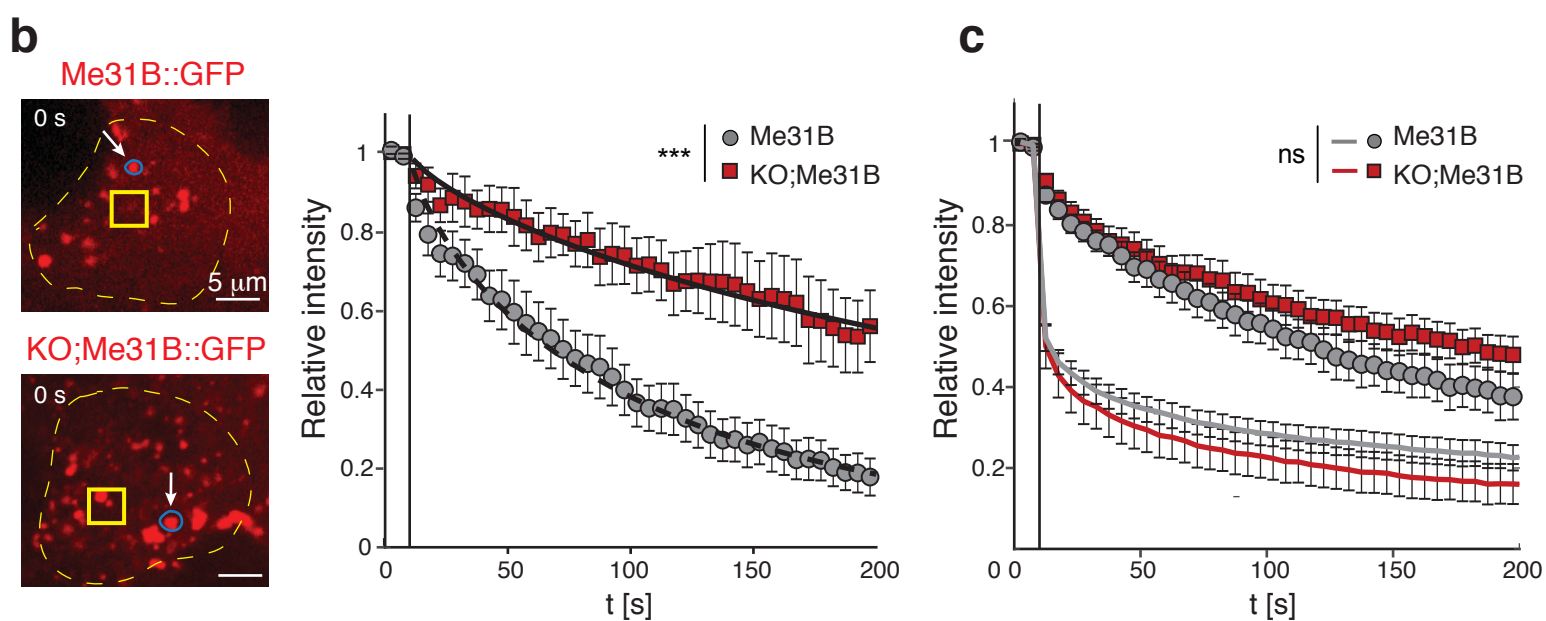 b
Me31B::GFP
0 s
5 μm
KO;Me31B::GFP
0s
Relative intensity
1
0.8
0.6
0.4
0.2
0
0
50
100
150
200
t [s]
***
Me31B
KO;Me31B
c
Relative intensity
1
0.8
0.6
0.4
0.2
0
0
50
100
150
200
t [s]
ns
Me31B
KO;Me31B